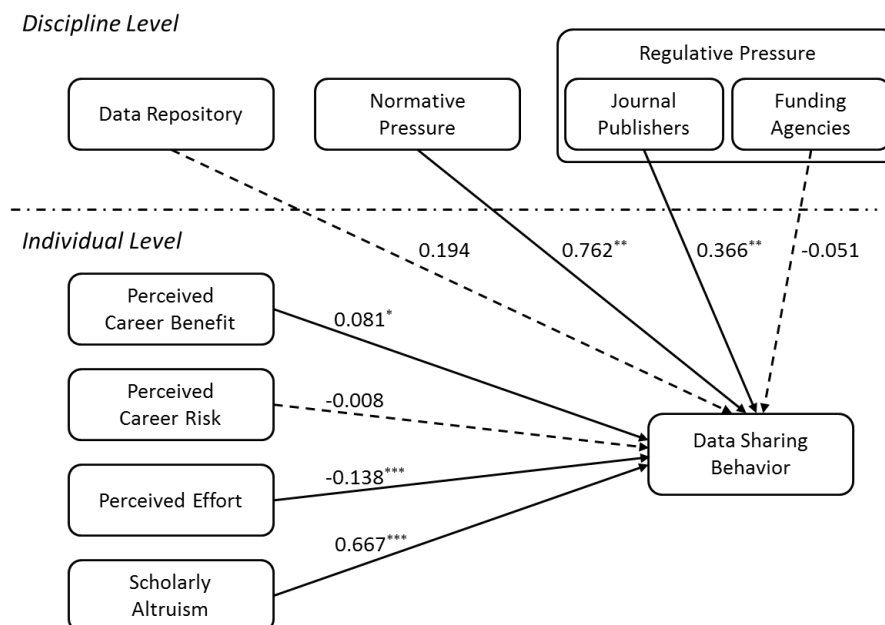 Discipline Level
Regulative Pressure
Data Repository
Normative
Pressure
Journal
Publishers
Funding
Agencies
Individual Level
0.194
0.762**
0.366**
-0.051
Perceived
Career Benefit
0.081*
Perceived
Career Risk
-0.008
Data Sharing
Behavior
Perceived Effort
-0.138***
Scholarly
Altruism
0.667***